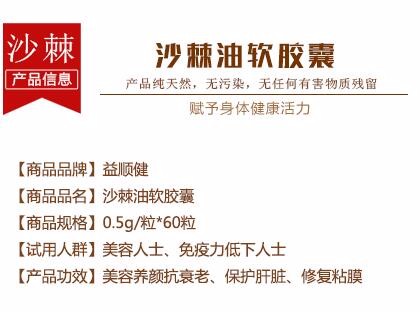 沙棘
产品信息
沙棘油软胶囊
产品纯天然，无污染，无任何有害物质残留
赋予身体健康活力
【商品品牌】益顺健
【商品品名】沙棘油软胶囊
【商品规格】0.5g/粒*60粒
【试用人群】美容人士、免疫力低下人士
【产品功效】美容养颜抗衰老、保护肝脏、修复粘膜